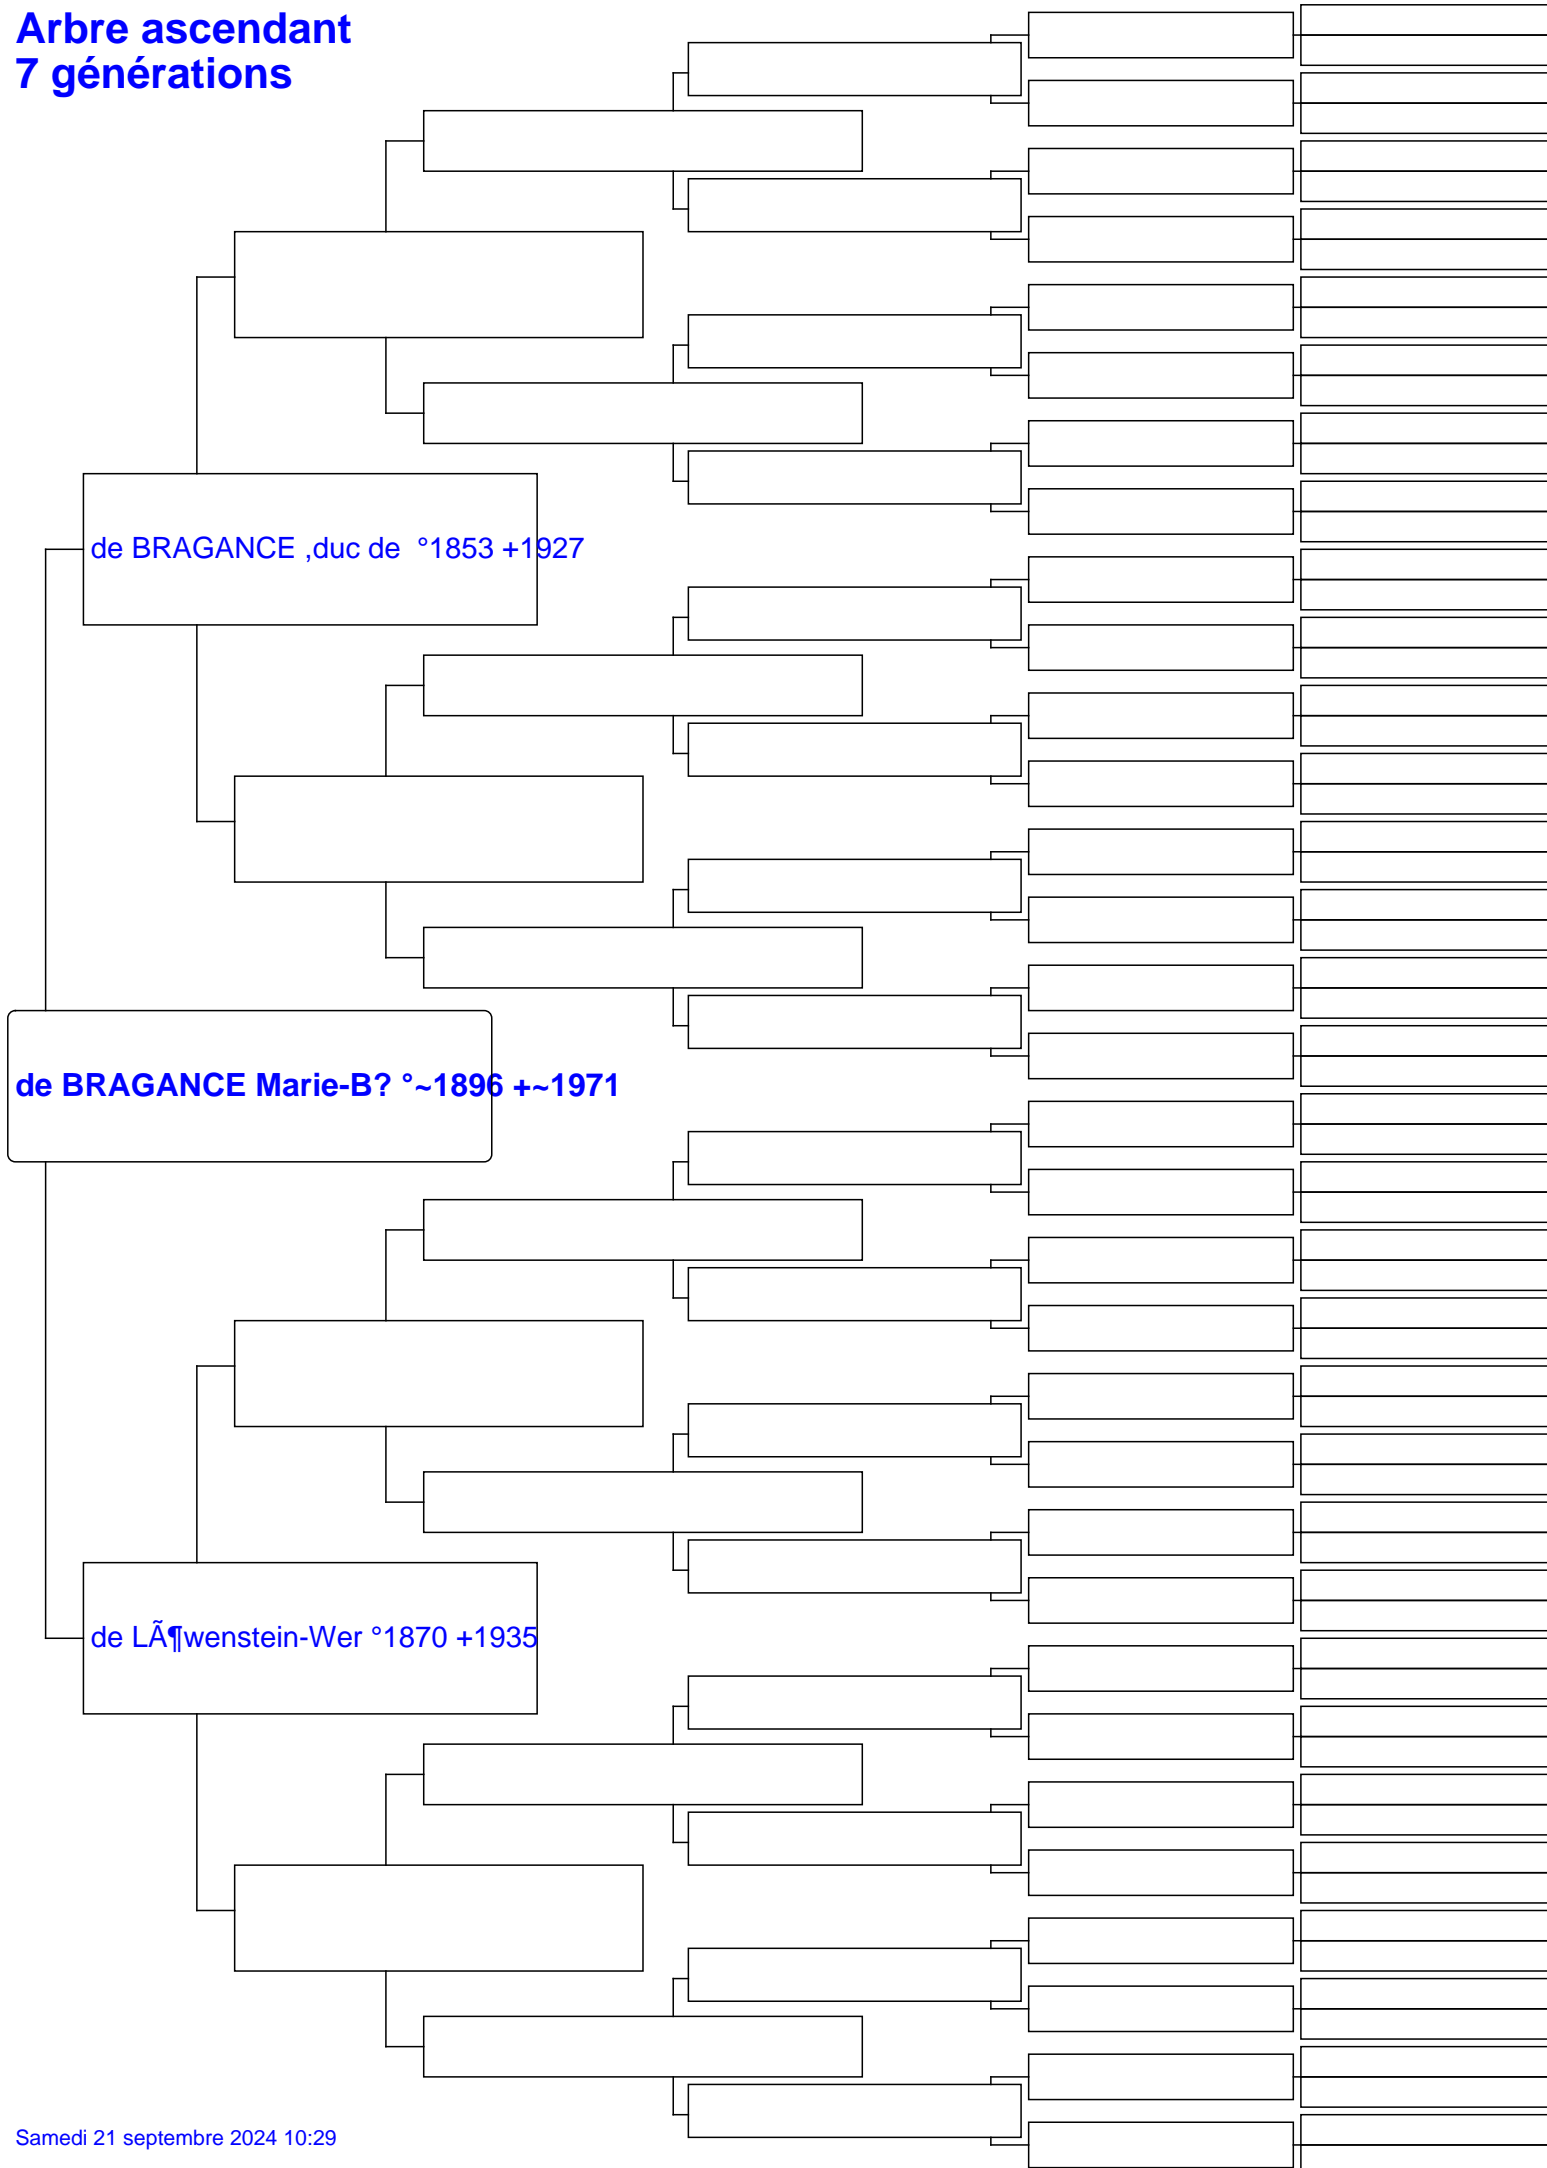 Arbre ascendant
7 générations
de BRAGANCE ,duc de  °1853 +1927
de BRAGANCE Marie-B? °~1896 +~1971
de LÃ¶wenstein-Wer °1870 +1935
Samedi 21 septembre 2024 10:29